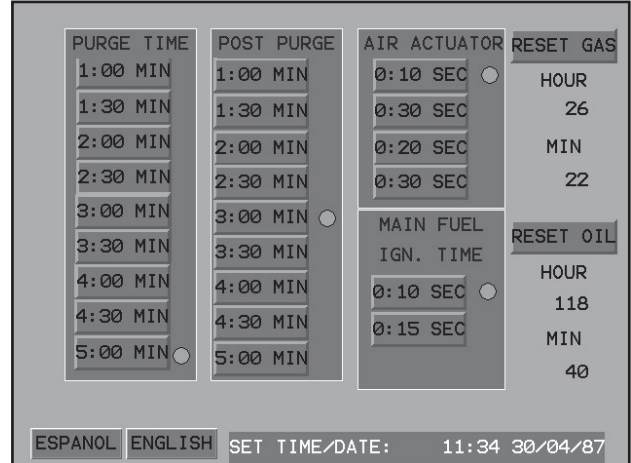 PURGE TIME
1:00 MIN
1:30 MIN
2:00 MIN
2:30 MIN
3:00 MIN
3:30 MIN
4:00 MIN
4:30 MIN
5:00 MIN
POST PURGE
1:00 MIN
1:30 MIN
2:00 MIN
2:30 MIN
3:00 MIN
3:30 MIN
4:00 MIN
4:30 MIN
5:00 MIN
AIR ACTUATOR
0:10 SEC
0:30 SEC
0:20 SEC
0:30 SEC
MAIN FUEL
IGN. TIME
0:10 SEC
0:15 SEC
RESET GAS
HOUR
26
MIN
22
RESET OIL
HOUR
118
MIN
40
ESPANOL ENGLISH SET TIME/DATE: 11:34 30/04/87